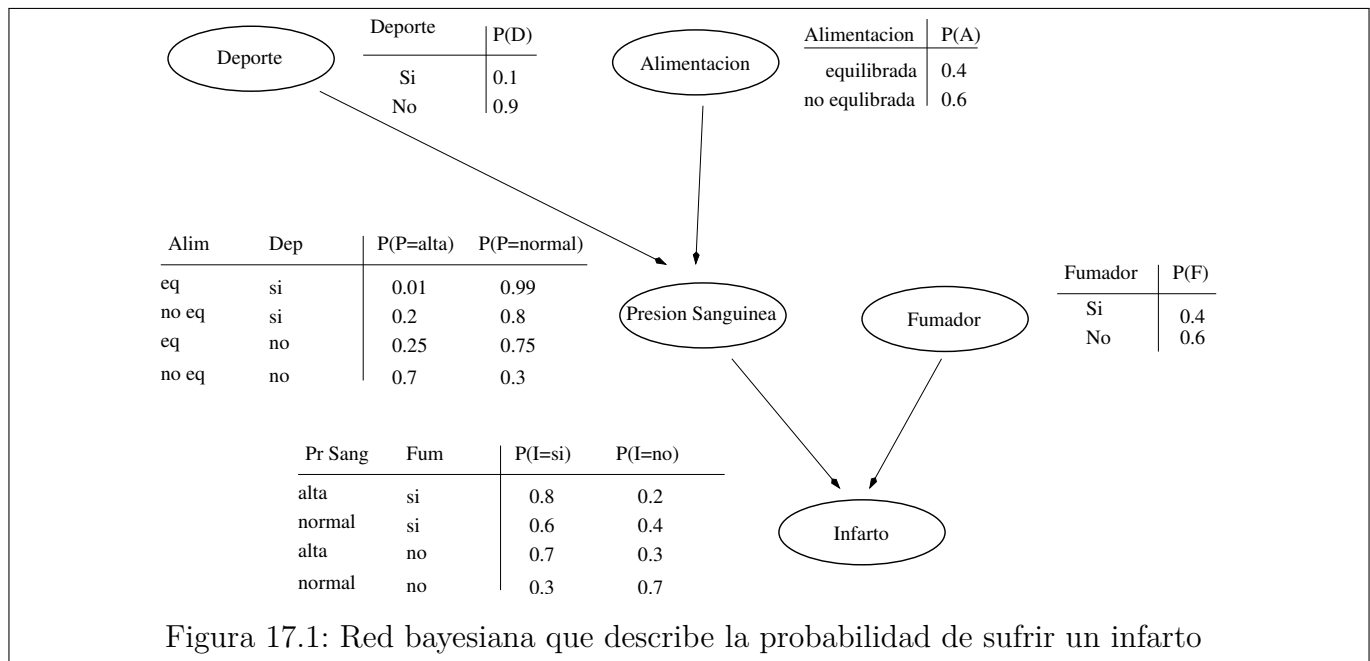 Deporte
Deporte P(D)
Si 0.1
No 0.9
Alimentacion
Alimentacion P(A)
equilibrada 0.4
no equlibrada 0.6
Alim Dep P(P=alta) P(P=normal)
eq si 0.01 0.99
no eq si 0.2 0.8
eq no 0.25 0.75
no eq no 0.7 0.3
Presion Sanguinea
Fumador
Fumador P(F)
Si 0.4
No 0.6
Pr Sang Fum P(I=si) P(I=no)
alta si 0.8 0.2
normal si 0.6 0.4
alta no 0.7 0.3
normal no 0.3 0.7
Infarto
Figura 17.1: Red bayesiana que describe la probabilidad de sufrir un infarto